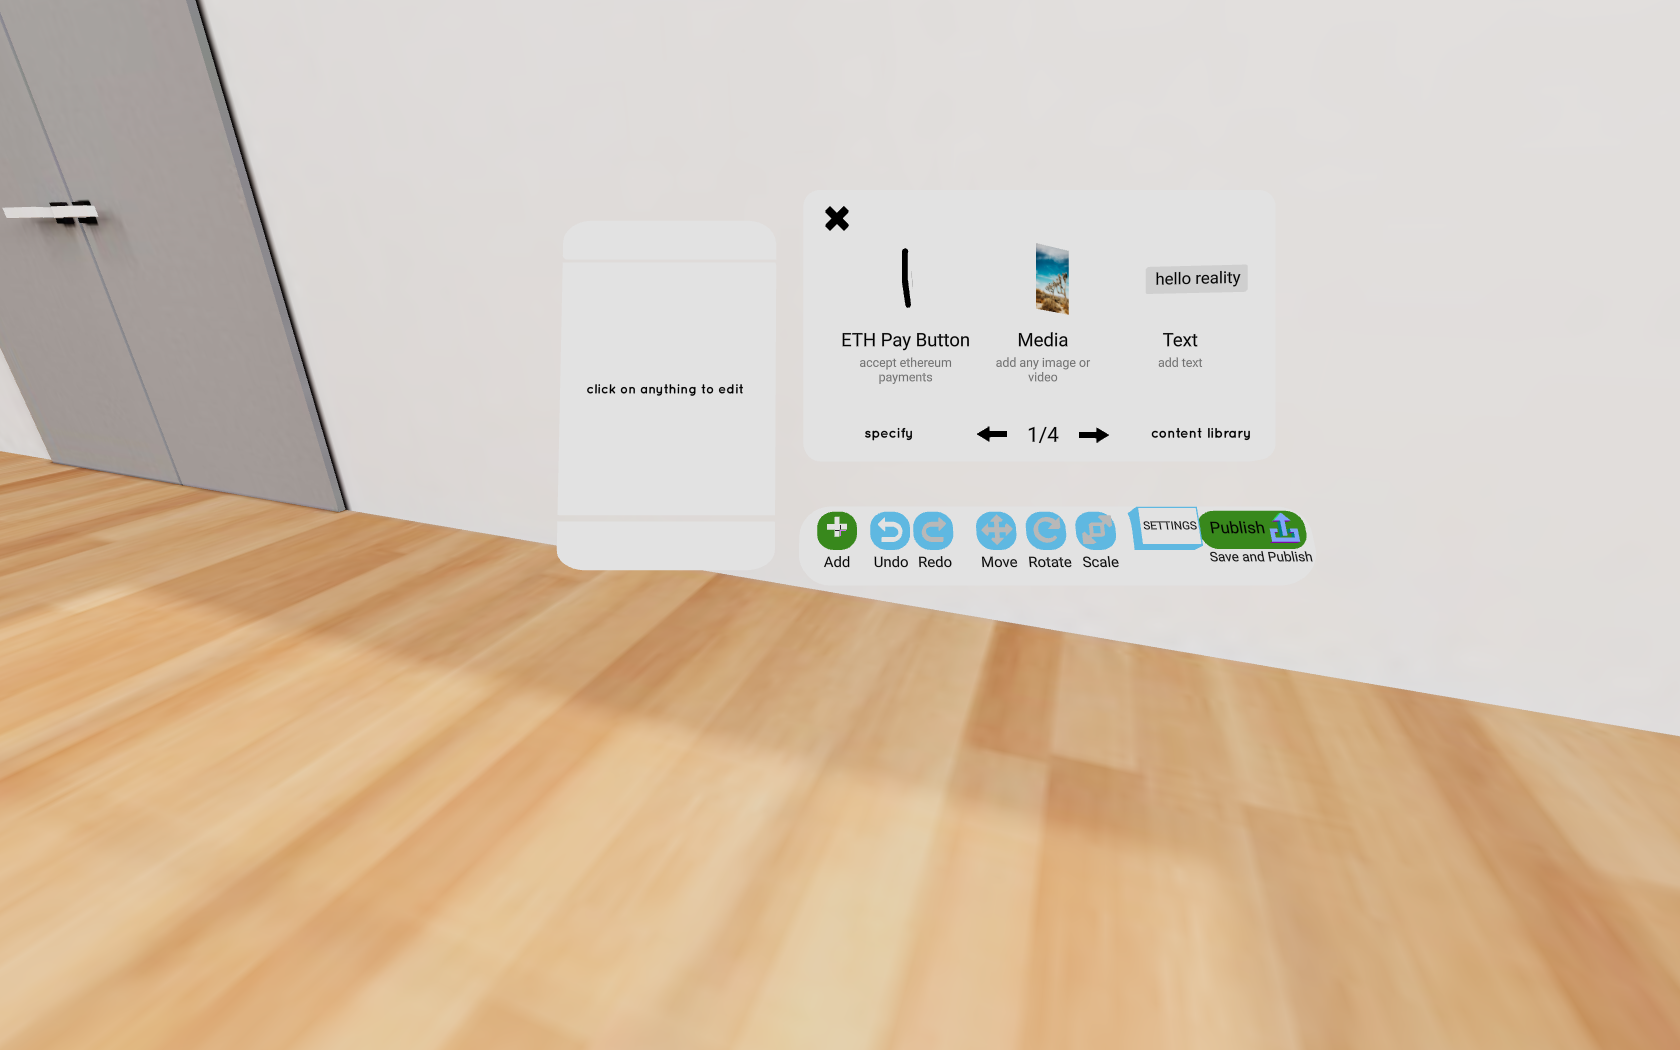 click on anything to edit
hello reality
ETH Pay Button
accept ethereum
payments
Media
add any image or
video
Text
add text
specify
1/4
content library
Add
Undo
Redo
Move
Rotate
Scale
SETTINGS
Publish
Save and Publish